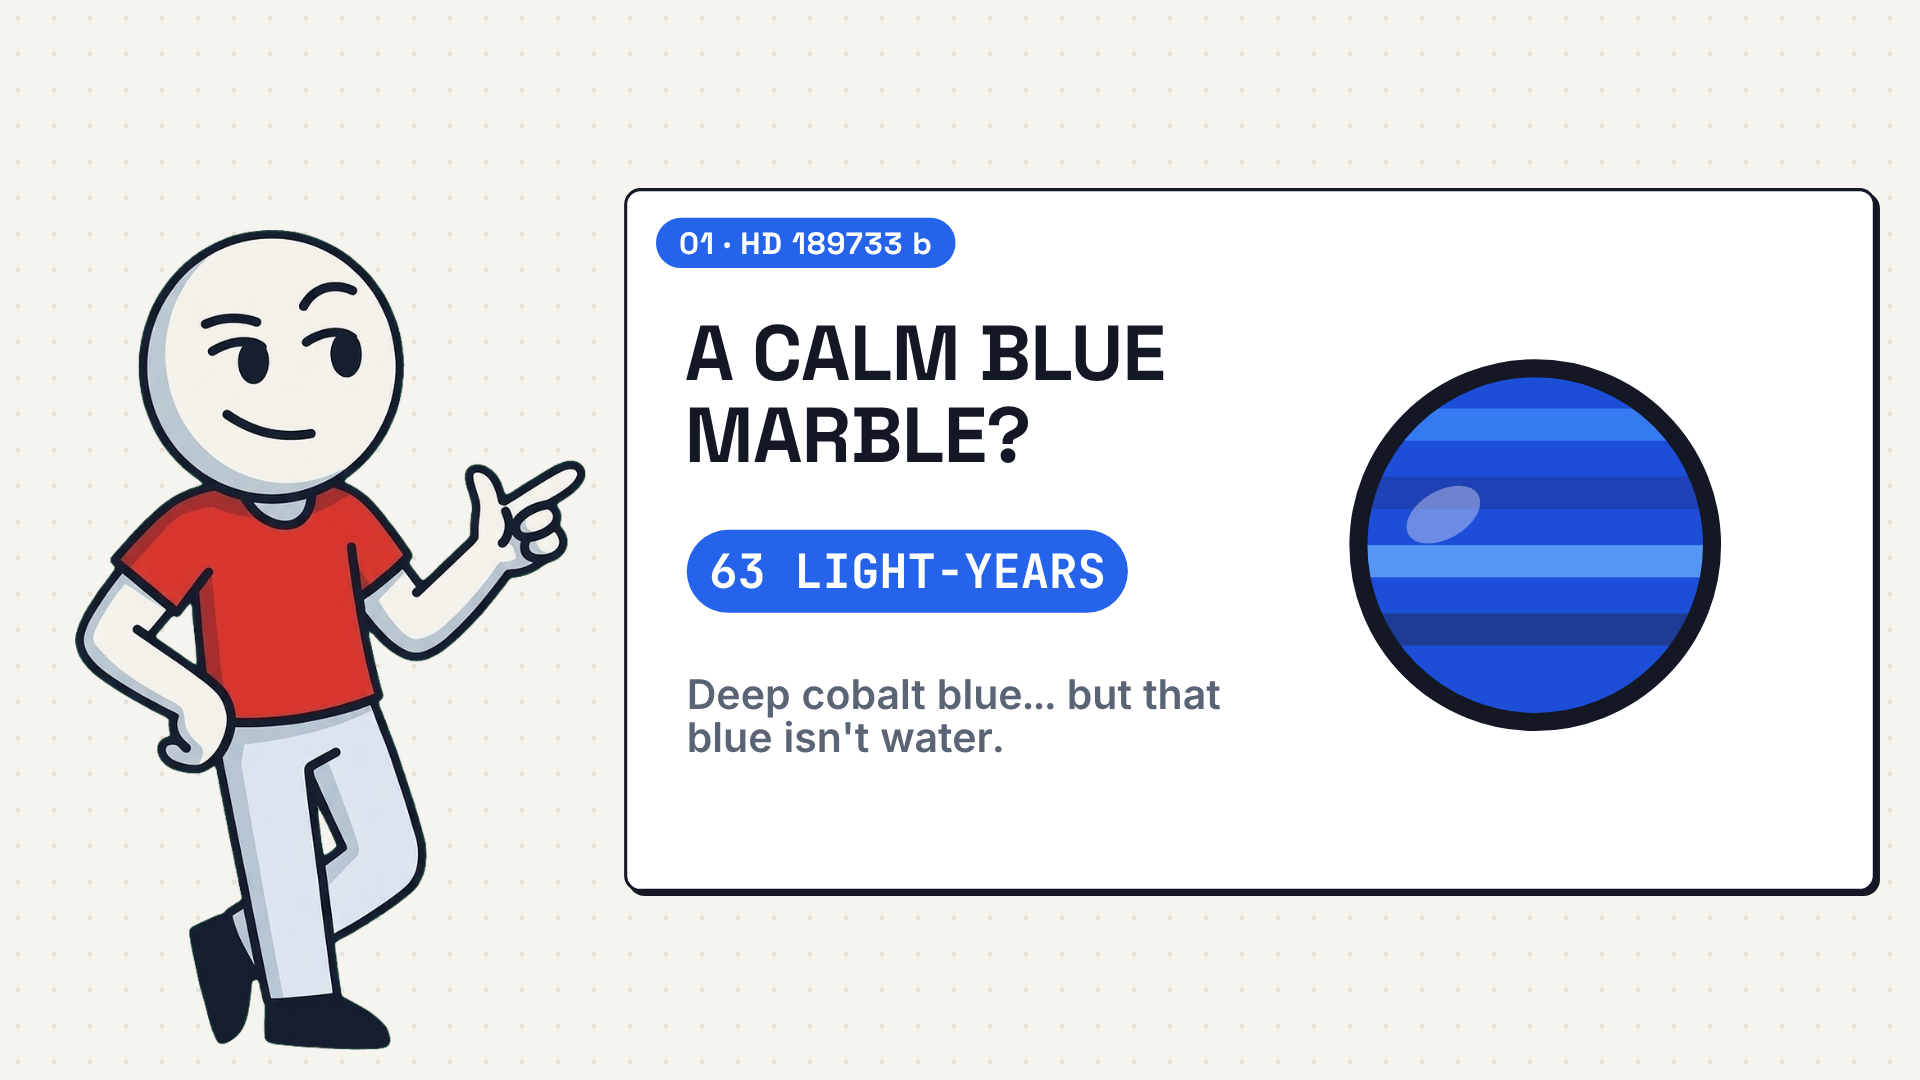 01 · HD 189733 b
A CALM BLUE
MARBLE?
63 LIGHT-YEARS
Deep cobalt blue... but that
blue isn't water.